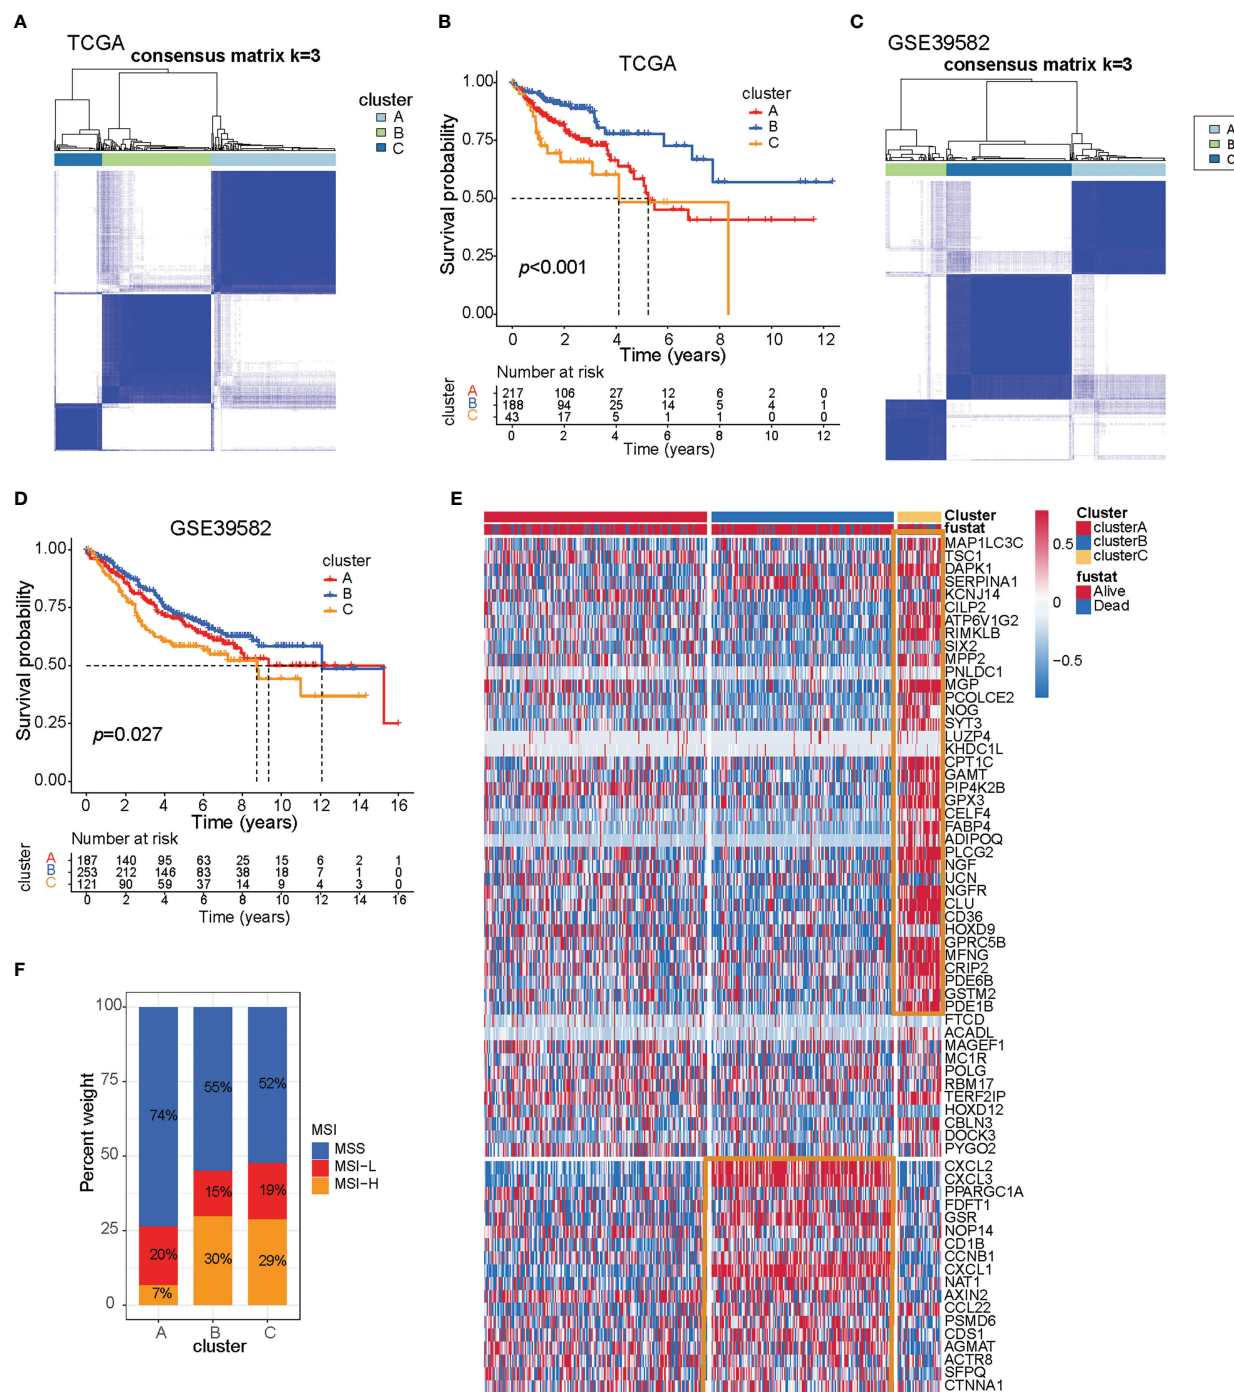 A
TCGA
consensus matrix k=3
cluster
A
B
C
B
TCGA
cluster
A
B
C
Survival probability
1.00
0.75
0.50
0.25
0.00
p<0.001
0 2 4 6 8 10 12
Time (years)
Number at risk
cluster
A 217 106 27 12 6 2 0
B 188 94 25 14 5 4 1
C 43 17 5 1 0 0
0 2 4 6 8 10 12
Time (years)
C
GSE39582
consensus matrix k=3
A
B
C
D
GSE39582
cluster
A
B
C
Survival probability
1.00
0.75
0.50
0.25
0.00
p=0.027
0 2 4 6 8 10 12 14 16
Time (years)
Number at risk
cluster
A 187 140 95 63 25 15 6 2 1
B 253 212 146 83 38 18 7 1 0
C 121 90 59 37 14 9 4 3 0
0 2 4 6 8 10 12 14 16
Time (years)
E
Cluster
fustat
MAP1LC3C
TSC1
DAPK1
SERPINA1
KCNJ14
CILP2
ATP6V1G2
RIMKLB
SIX2
MPP2
PNLDC1
MGP
PCOLCE2
NOG
SYT3
LUZP4
KHDC1L
CPT1C
GAMT
PIP4K2B
GPX3
CELF4
FABP4
ADIPOQ
PLCG2
NGF
UCN
NGFR
CLU
CD36
HOXD9
GPRC5B
MFNG
CRIP2
PDE6B
GSTM2
PDE1B
FTCD
ACADL
MAGEF1
MC1R
POLG
RBM17
TERF2IP
HOXD12
CBLN3
DOCK3
PYGO2
CXCL2
CXCL3
PPARGC1A
FDFT1
GSR
NOP14
CD1B
CCNB1
CXCL1
NAT1
AXIN2
CCL22
PSMD6
CDS1
AGMAT
ACTR8
SFPQ
CTNNA1
0.5
0
−0.5
Cluster
clusterA
clusterB
clusterC
fustat
Alive
Dead
F
Percent weight
100
75
50
25
0
74%
20%
7%
55%
15%
30%
52%
19%
29%
A B C
cluster
MSI
MSS
MSI−L
MSI−H